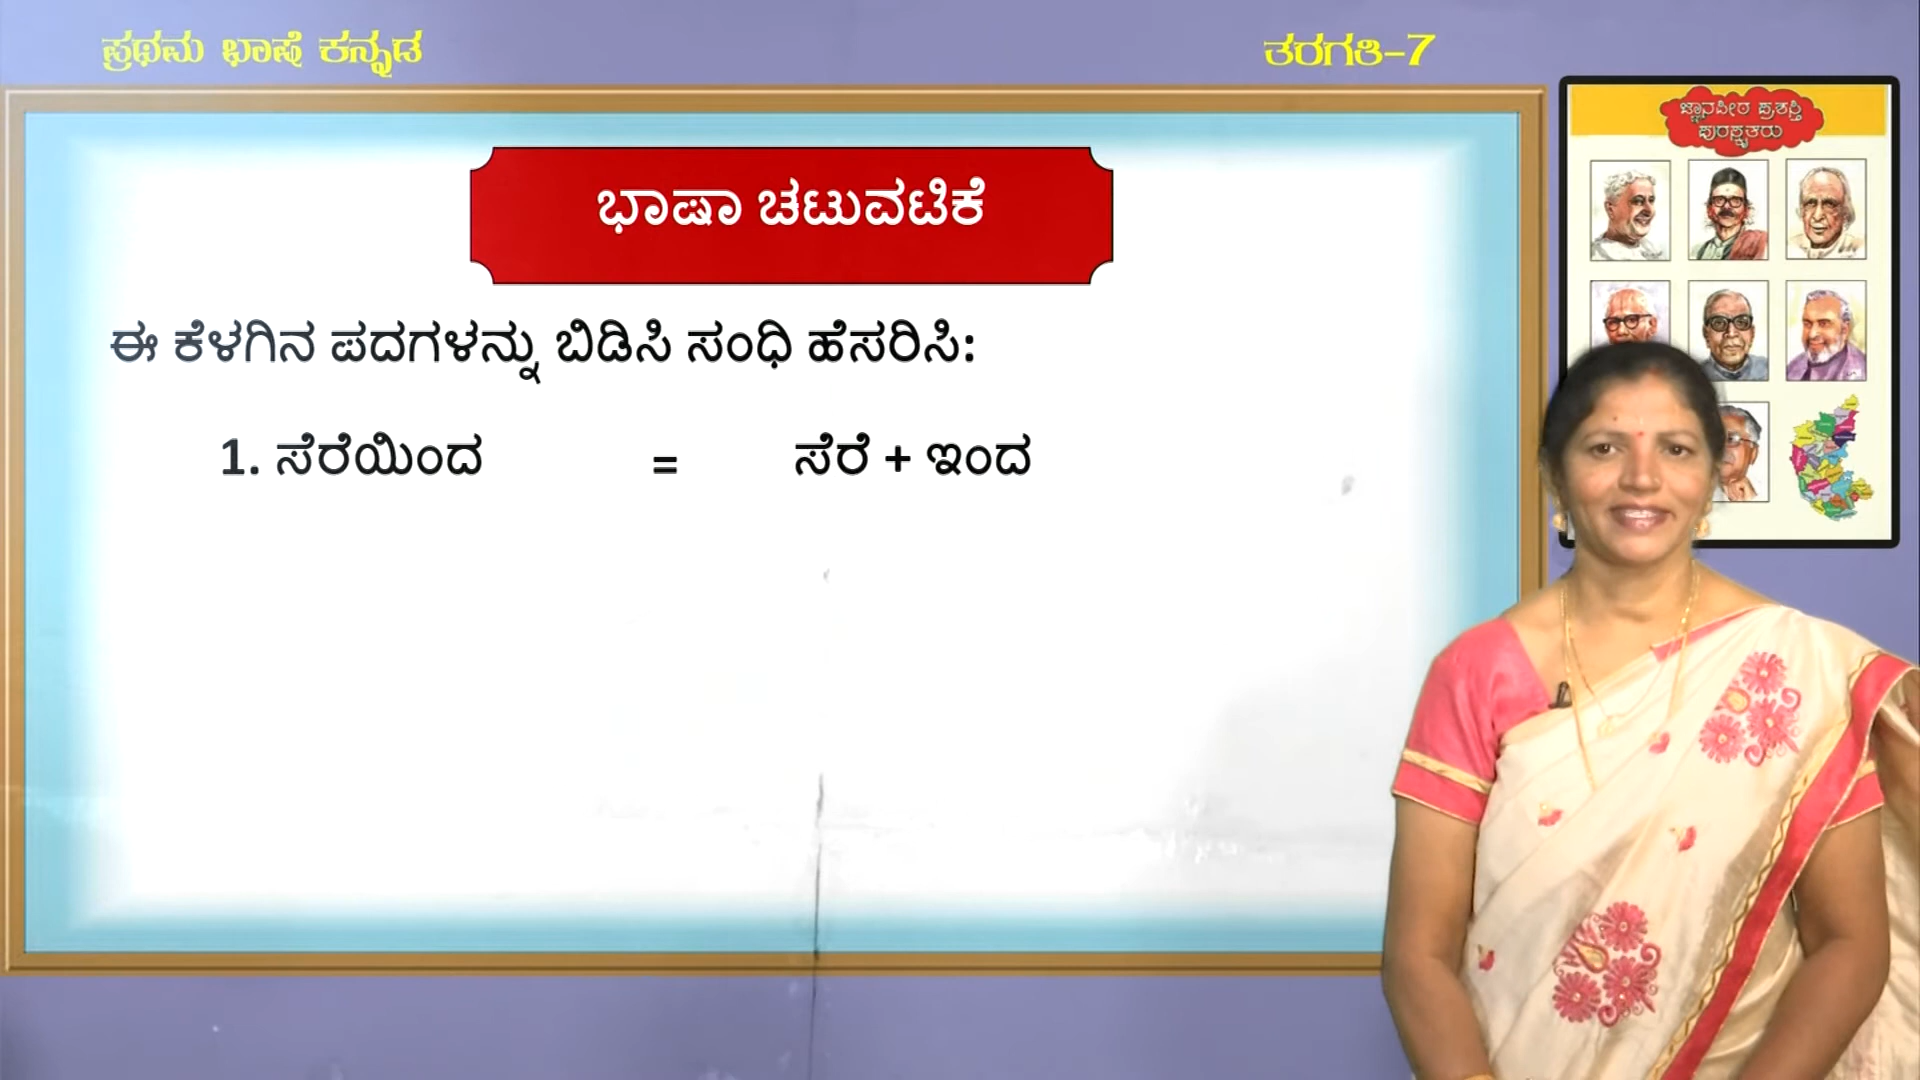 ಪ್ರಥಮ ಭಾಷೆ ಕನ್ನಡ
ತರಗತಿ-7
ಜ್ಞಾನಪೀಠ ಪ್ರಶಸ್ತಿ
ಪುರಸ್ಕೃತರು
ಭಾಷಾ ಚಟುವಟಿಕೆ
ಈ ಕೆಳಗಿನ ಪದಗಳನ್ನು ಬಿಡಿಸಿ ಸಂಧಿ ಹೆಸರಿಸಿ:
1. ಸೆರೆಯಿಂದ = ಸೆರೆ + ಇಂದ